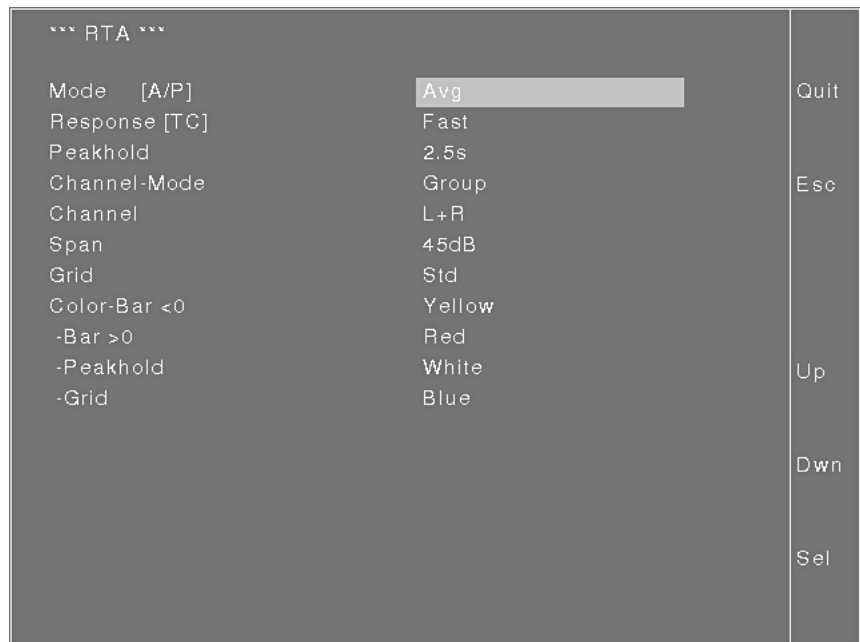 *** RTA ***
Mode [A/P] Avg
Response [TC] Fast
Peakhold 2.5s
Channel-Mode Group
Channel L+R
Span 45dB
Grid Std
Color-Bar <0 Yellow
-Bar >0 Red
-Peakhold White
-Grid Blue
Quit
Esc
Up
Dwn
Sel